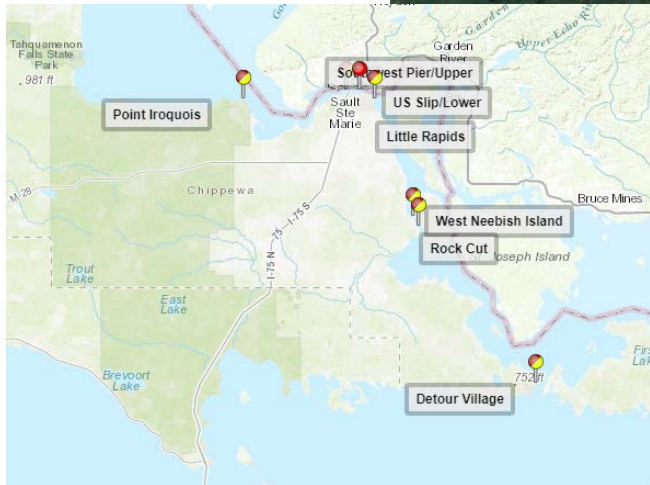 Tahquamenon
Falls State
Park
981 ft
Garden
River
Upper Echo River
Southwest Pier/Upper
US Slip/Lower
Point Iroquois
Sault
Ste
Marie
Little Rapids
M-28
Chippewa
75
I-75 S
Bruce Mines
West Neebish Island
Rock Cut
Joseph Island
I-75 N
Trout
Lake
East
Lake
Brevoort
Lake
752 ft
Detour Village